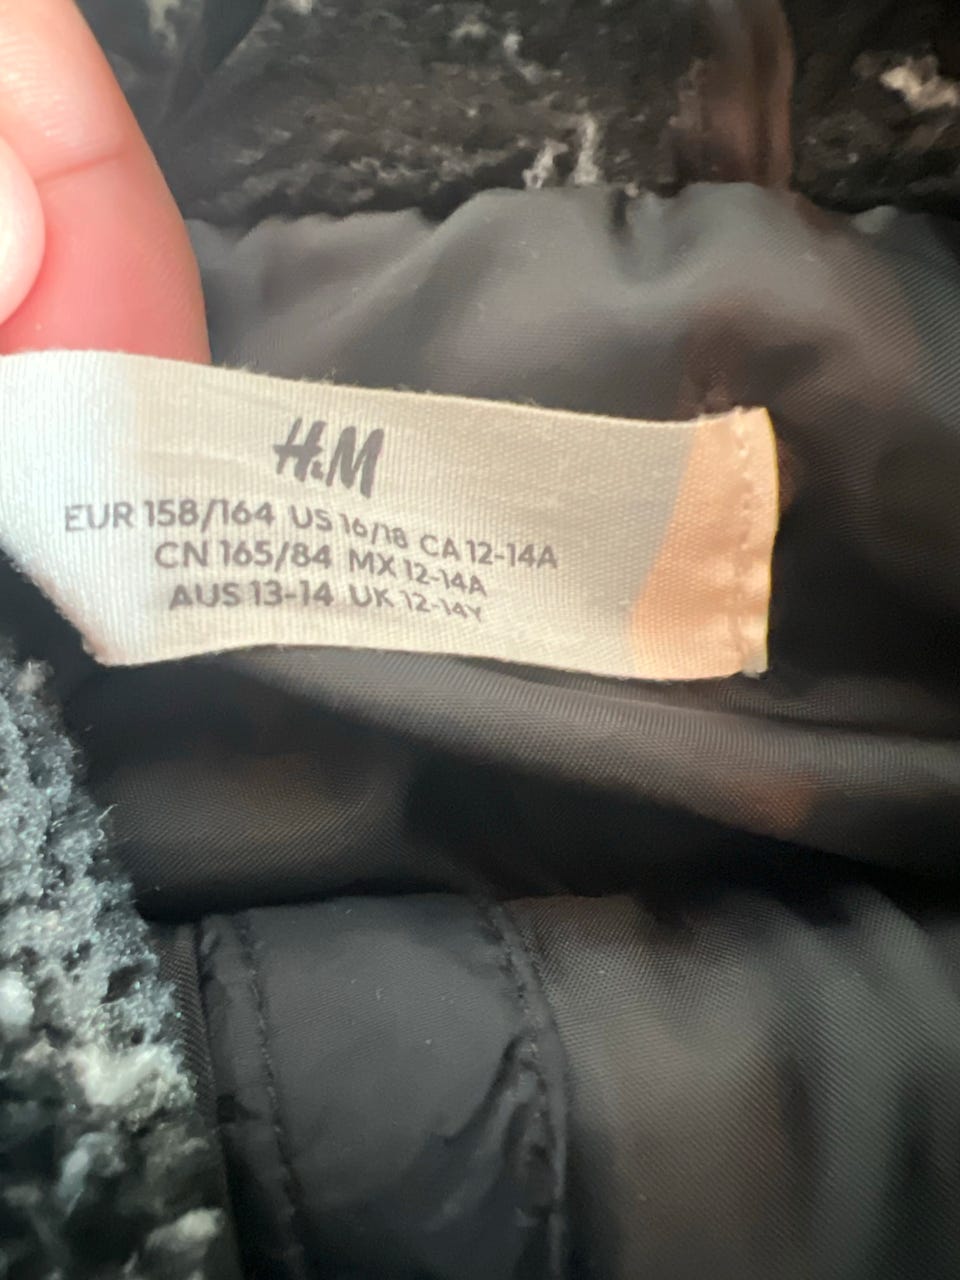 H&M
EUR 158/164 US 16/18 CA 12-14A
CN 165/84 MX 12-14A
AUS 13-14 UK 12-14Y